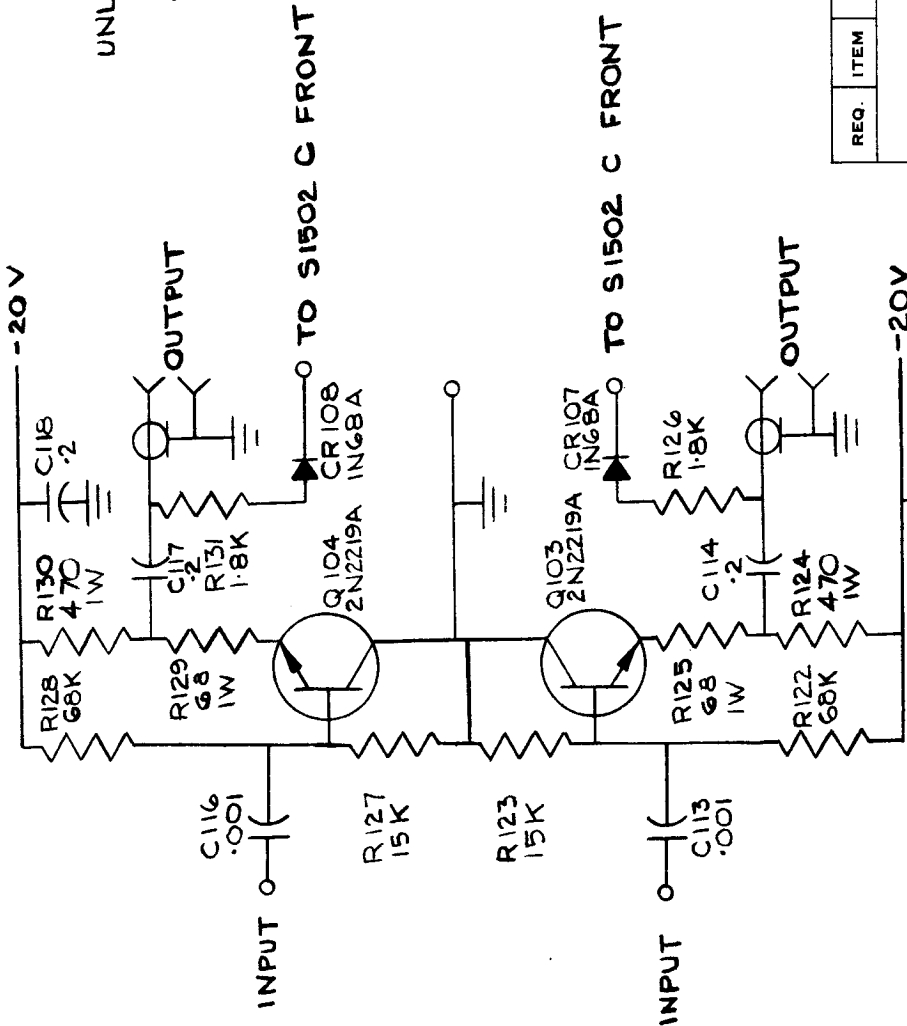 UNL
-20 V
C118
.2
R130
470
1W
R128
68K
OUTPUT
C117
.2
R131
1.8K
R129
68
1W
TO S1502 C FRONT
CR108
1N68A
Q104
2N2219A
C116
.001
INPUT
R127
15K
R123
15K
TO S1502 C FRONT
CR107
1N68A
R126
1.8K
Q103
2N2219A
C114
.2
OUTPUT
R125
68
1W
R124
470
1W
R122
68K
C113
.001
INPUT
-20V
REQ.
ITEM